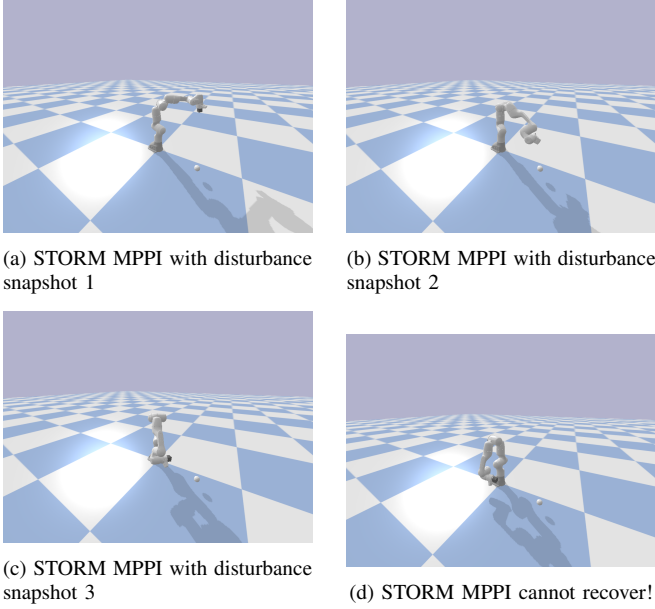 (a) STORM MPPI with disturbance
snapshot 1
(b) STORM MPPI with disturbance
snapshot 2
(c) STORM MPPI with disturbance
snapshot 3
(d) STORM MPPI cannot recover!